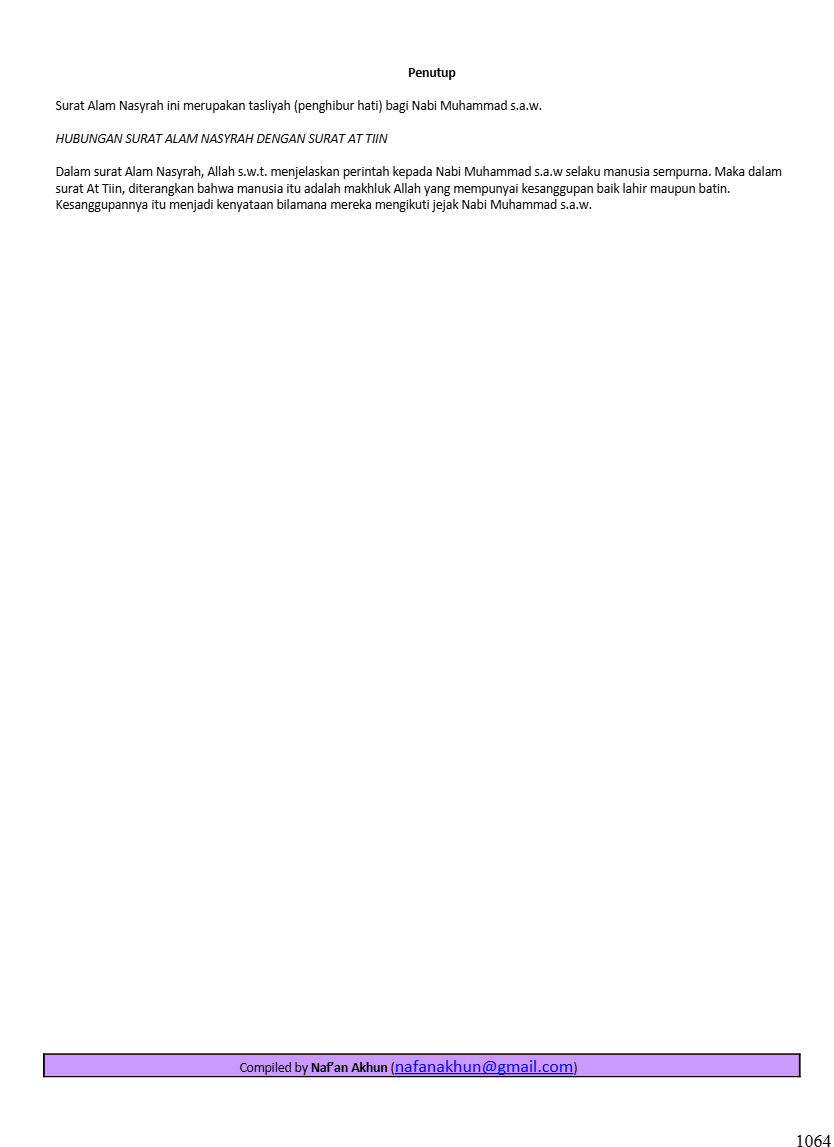 Penutup
Surat Alam Nasyrah ini merupakan tasliyah (penghibur hati) bagi Nabi Muhammad s.a.w.
HUBUNGAN SURAT ALAM NASYRAH DENGAN SURAT AT TIIN
Dalam surat Alam Nasyrah, Allah s.w.t. menjelaskan perintah kepada Nabi Muhammad s.a.w selaku manusia sempurna. Maka dalam
surat At Tiin, diterangkan bahwa manusia itu adalah makhluk Allah yang mempunyai kesanggupan baik lahir maupun batin.
Kesanggupannya itu menjadi kenyataan bilamana mereka mengikuti jejak Nabi Muhammad s.a.w.
Compiled by Naf’an Akhun (nafanakhun@gmail.com)
1064